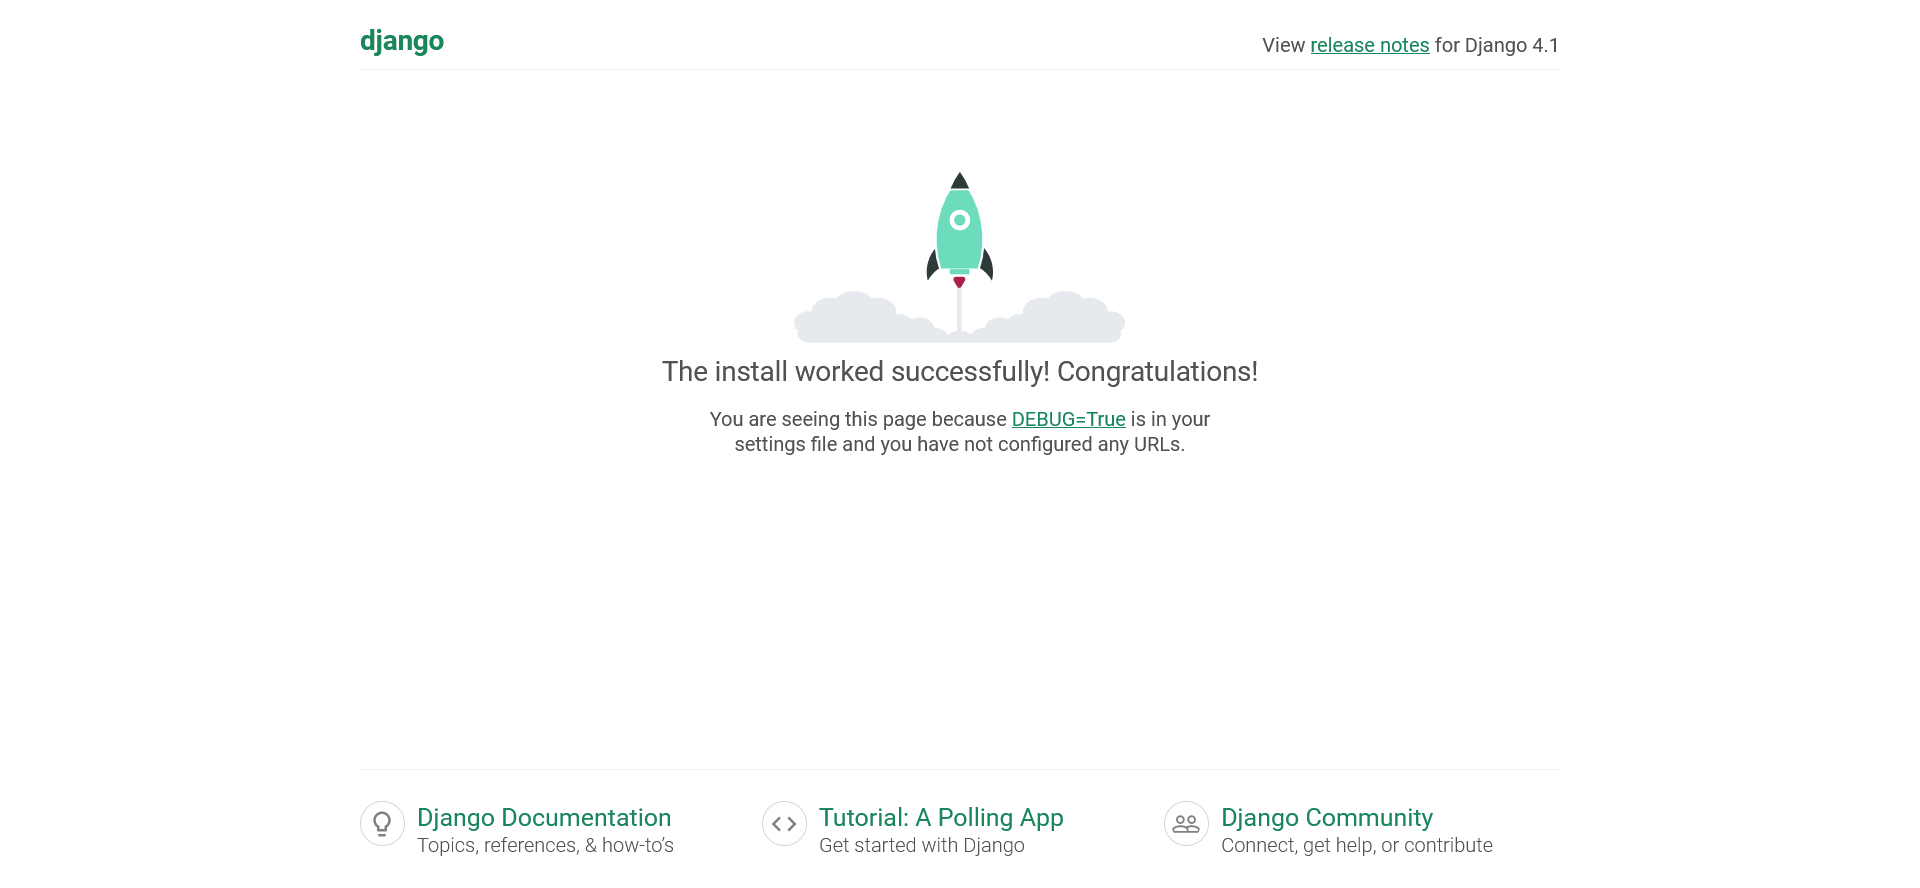 django
View release notes for Django 4.1
The install worked successfully! Congratulations!
You are seeing this page because DEBUG=True is in your
settings file and you have not configured any URLs.
Django Documentation
Topics, references, & how-to’s
Tutorial: A Polling App
Get started with Django
Django Community
Connect, get help, or contribute